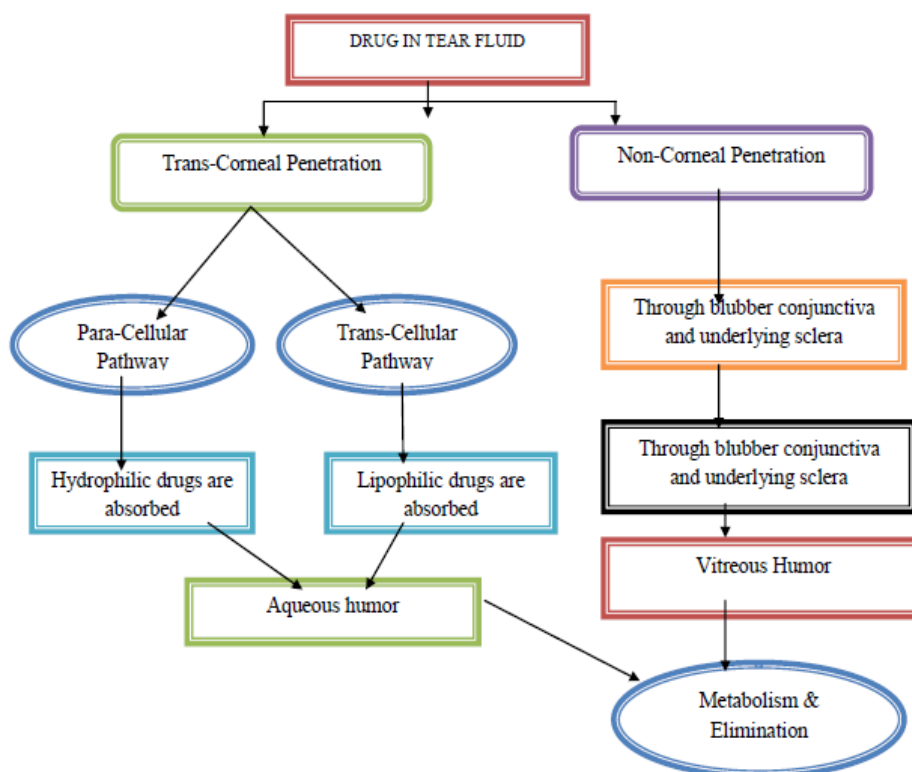 DRUG IN TEAR FLUID
Trans-Corneal Penetration
Non-Corneal Penetration
Para-Cellular
Pathway
Trans-Cellular
Pathway
Through blubber conjunctiva
and underlying sclera
Hydrophilic drugs are
absorbed
Lipophilic drugs are
absorbed
Through blubber conjunctiva
and underlying sclera
Aqueous humor
Vitreous Humor
Metabolism &
Elimination